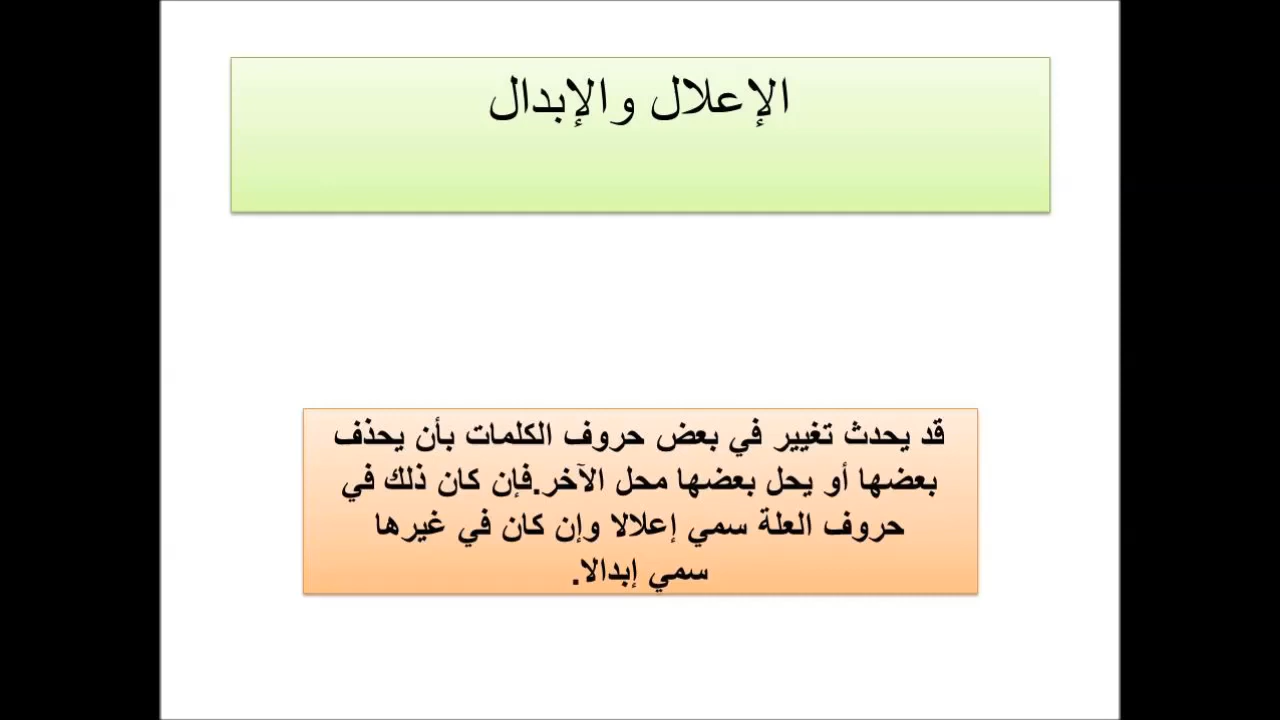 الإعلال والإبدال
قد يحدث تغيير في بعض حروف الكلمات بأن يحذف
بعضها أو يحل بعضها محل الآخر.فإن كان ذلك في
حروف العلة سمي إعلالا وإن كان في غيرها
سمي إبدالا.